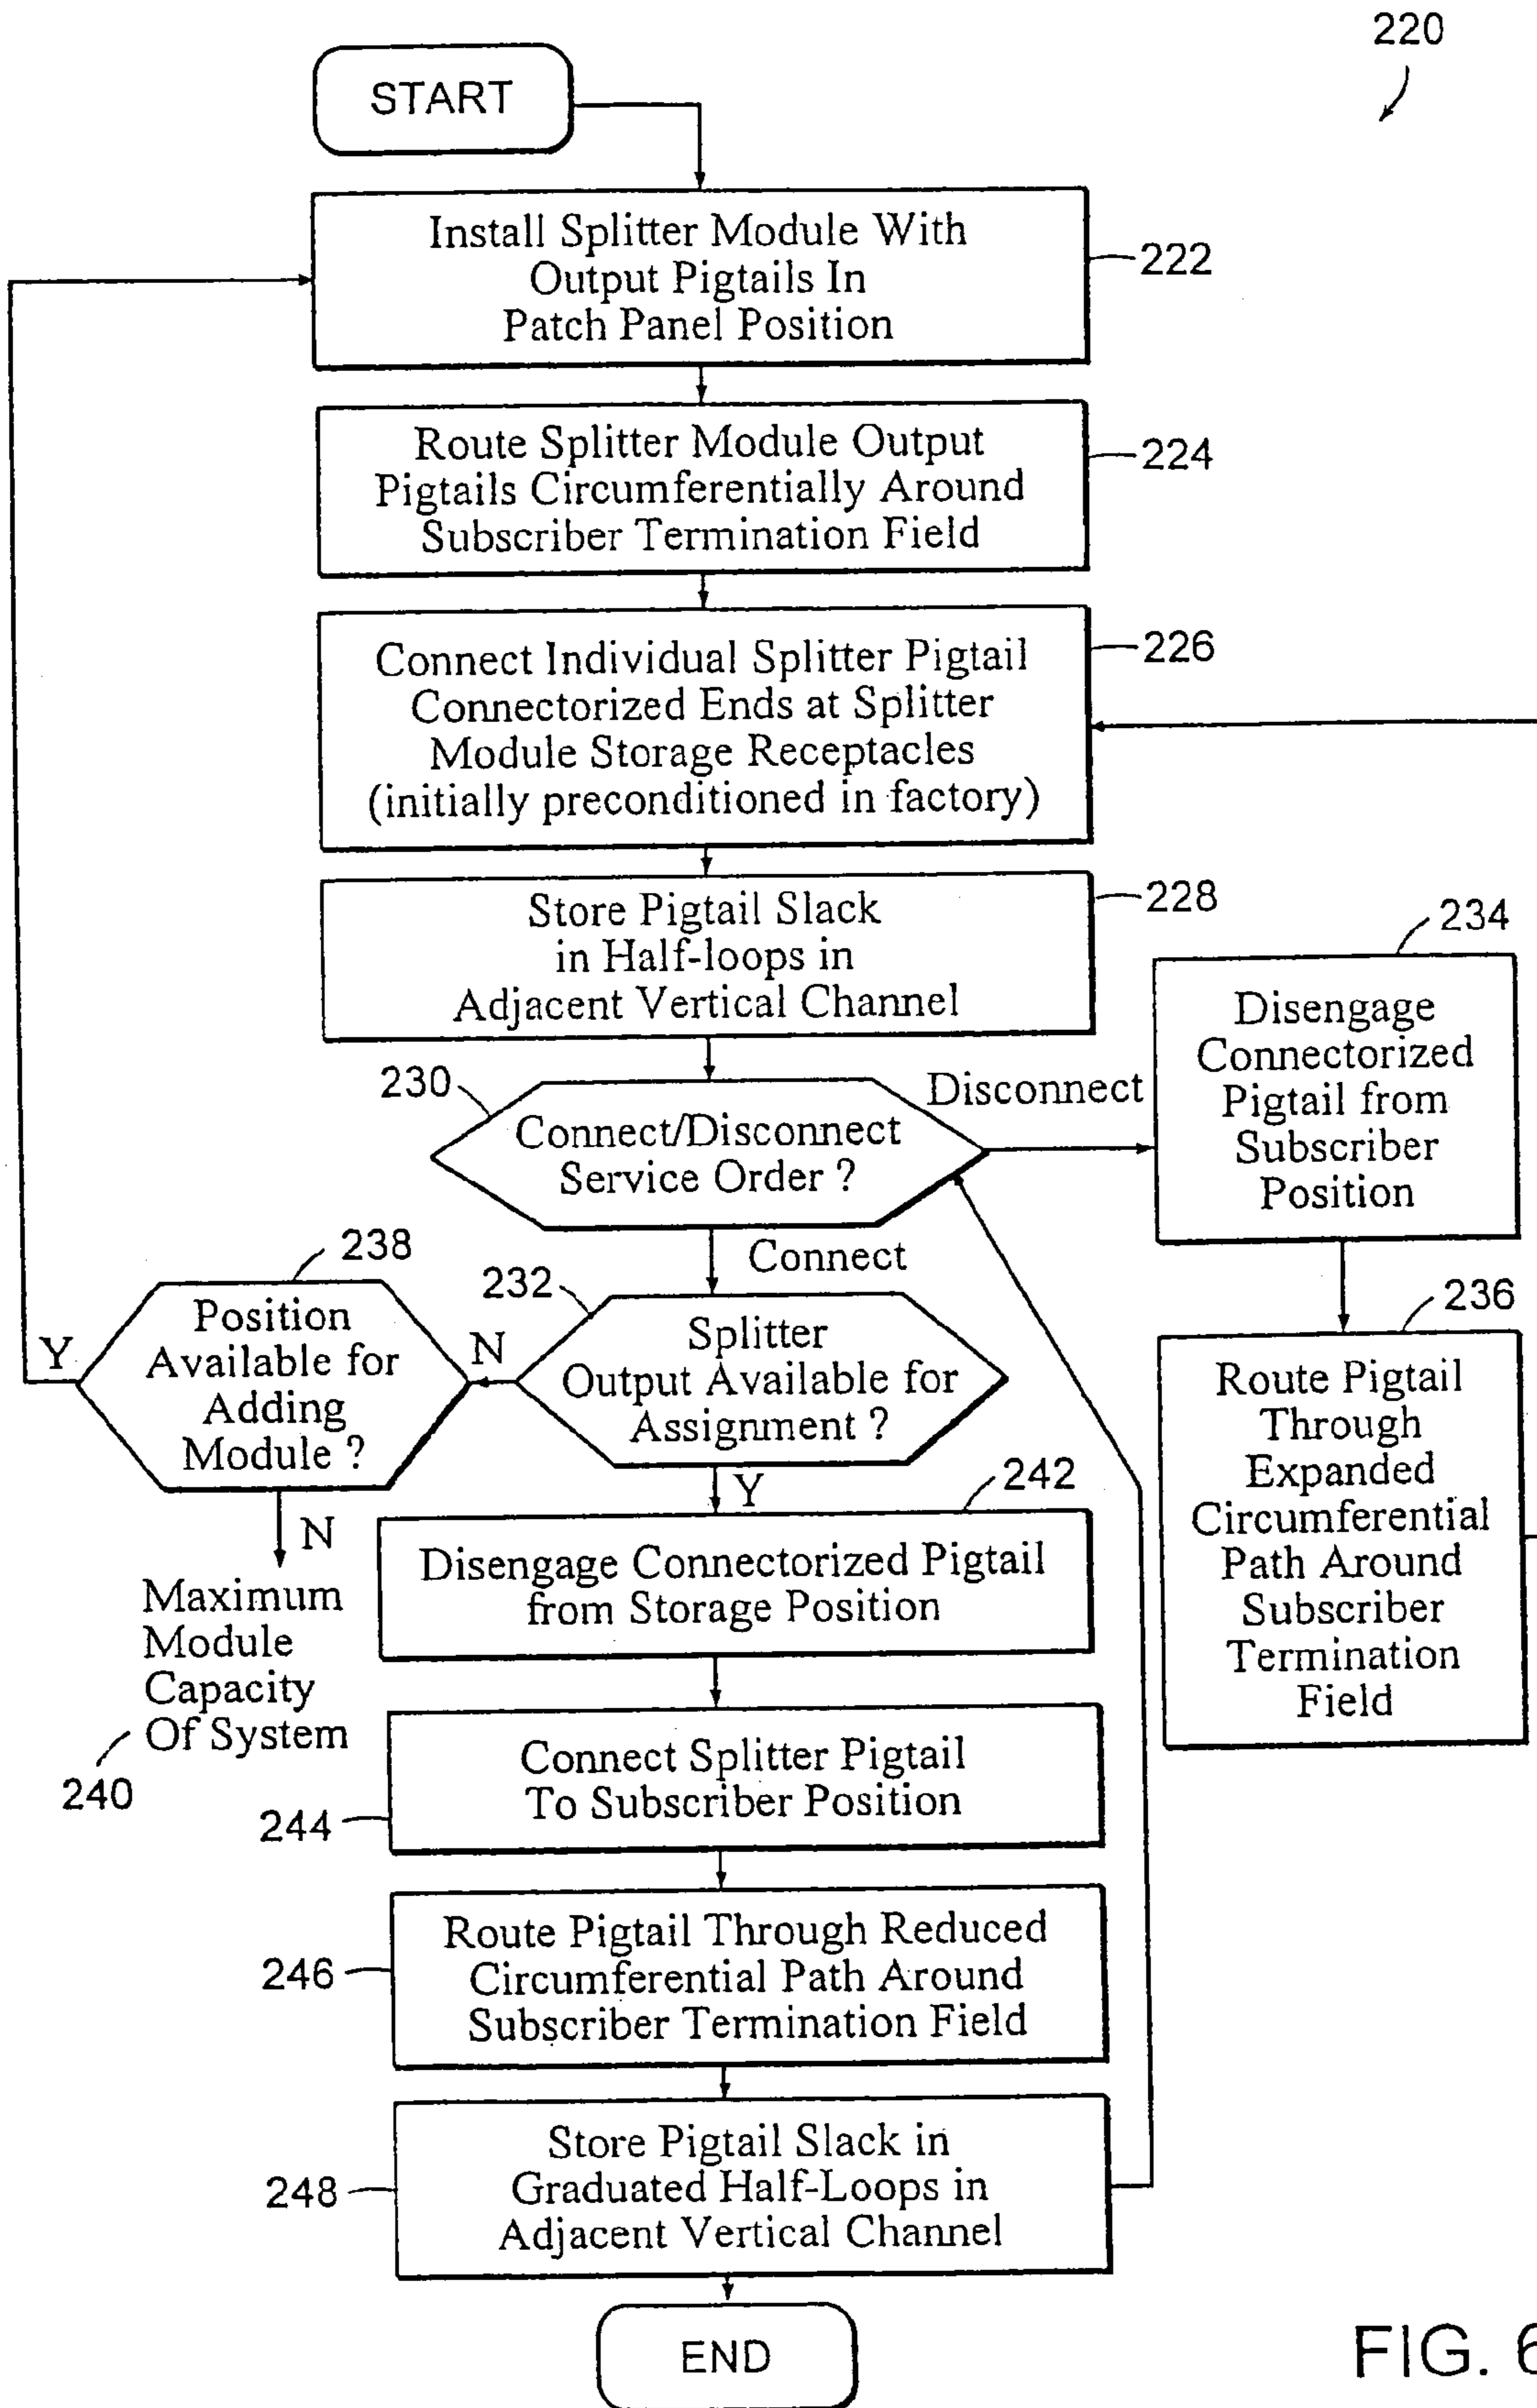 220
START
Install Splitter Module With
Output Pigtails In
Patch Panel Position
222
Route Splitter Module Output
Pigtails Circumferentially Around
Subscriber Termination Field
224
Connect Individual Splitter Pigtail
Connectorized Ends at Splitter
Module Storage Receptacles
(initially preconditioned in factory)
226
Store Pigtail Slack
in Half-loops in
Adjacent Vertical Channel
228
230
Connect/Disconnect
Service Order ?
Disconnect
Connect
234
Disengage
Connectorized
Pigtail from
Subscriber
Position
236
Route Pigtail
Through
Expanded
Circumferential
Path Around
Subscriber
Termination
Field
232
Splitter
Output Available for
Assignment ?
N
Y
238
Position
Available for
Adding
Module ?
Y
N
Maximum
Module
Capacity
Of System
240
242
Disengage Connectorized Pigtail
from Storage Position
Connect Splitter Pigtail
To Subscriber Position
244
Route Pigtail Through Reduced
Circumferential Path Around
Subscriber Termination Field
246
Store Pigtail Slack in
Graduated Half-Loops in
Adjacent Vertical Channel
248
END
FIG. 6